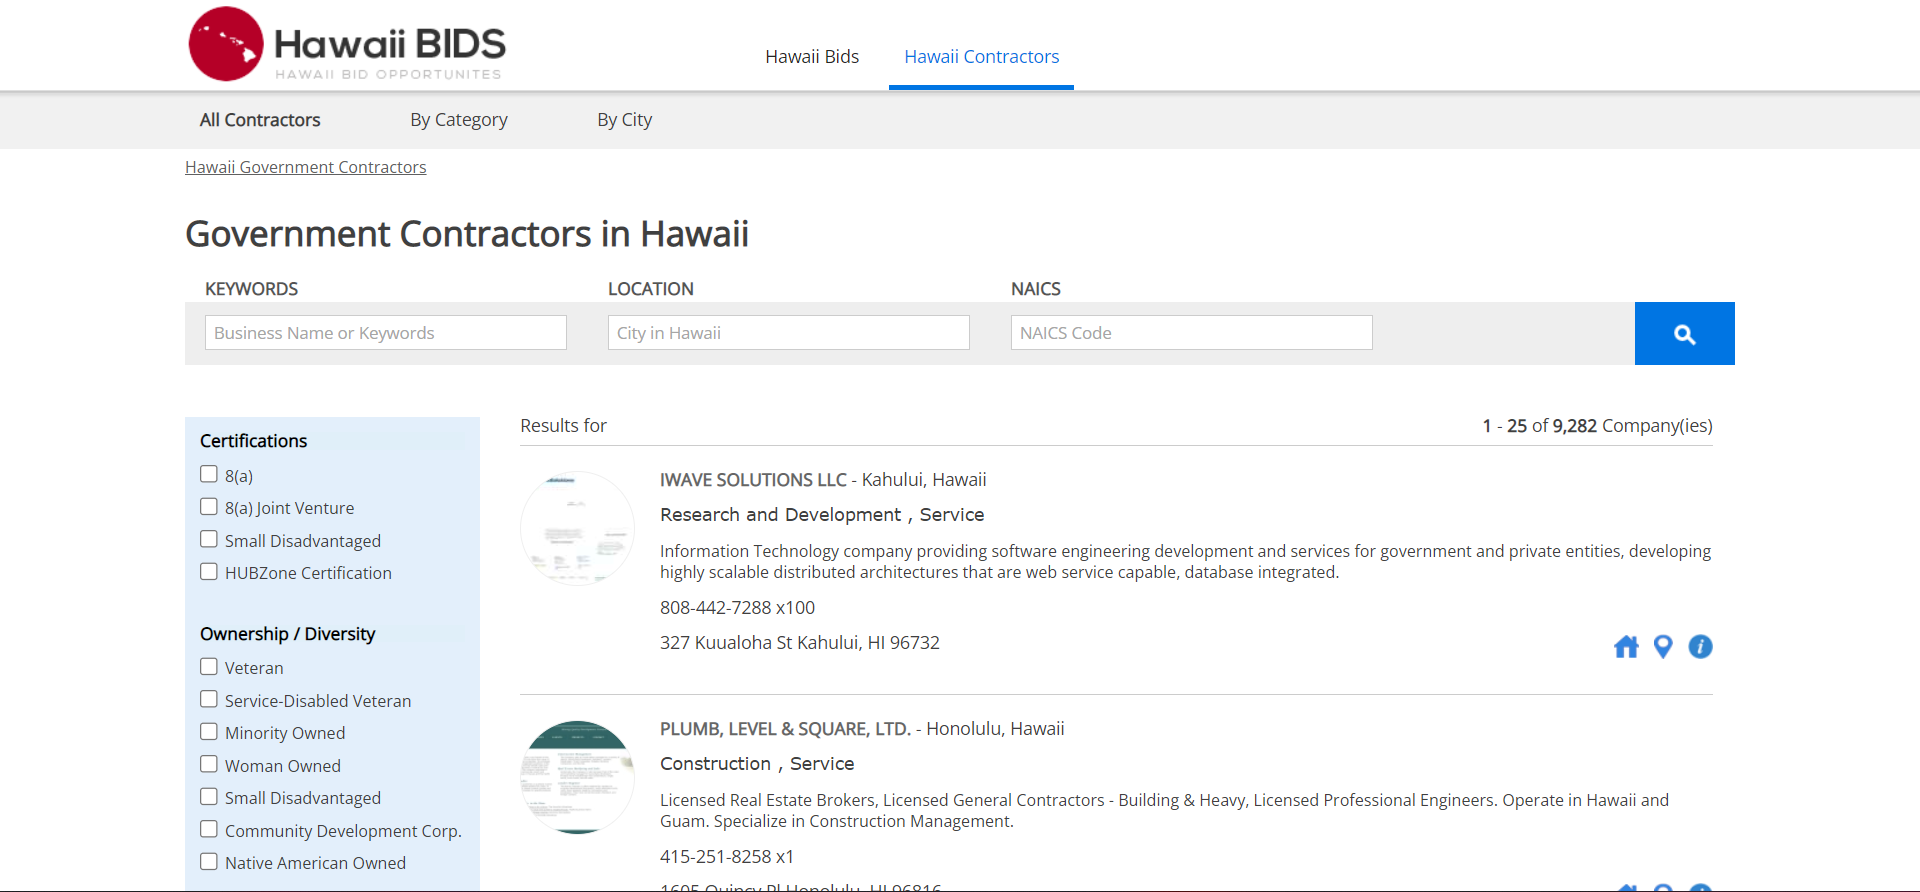 Hawaii BIDS
HAWAII BID OPPORTUNITES
Hawaii Bids
Hawaii Contractors
All Contractors
By Category
By City
Hawaii Government Contractors
Government Contractors in Hawaii
KEYWORDS
LOCATION
NAICS
Business Name or Keywords
City in Hawaii
NAICS Code
Certifications
8(a)
8(a) Joint Venture
Small Disadvantaged
HUBZone Certification
Ownership / Diversity
Veteran
Service-Disabled Veteran
Minority Owned
Woman Owned
Small Disadvantaged
Community Development Corp.
Native American Owned
Results for
1 - 25 of 9,282 Company(ies)
IWAVE SOLUTIONS LLC - Kahului, Hawaii
Research and Development , Service
Information Technology company providing software engineering development and services for government and private entities, developing
highly scalable distributed architectures that are web service capable, database integrated.
808-442-7288 x100
327 Kuualoha St Kahului, HI 96732
PLUMB, LEVEL & SQUARE, LTD. - Honolulu, Hawaii
Construction , Service
Licensed Real Estate Brokers, Licensed General Contractors - Building & Heavy, Licensed Professional Engineers. Operate in Hawaii and
Guam. Specialize in Construction Management.
415-251-8258 x1
1605 Quincy Pl Honolulu, HI 96816